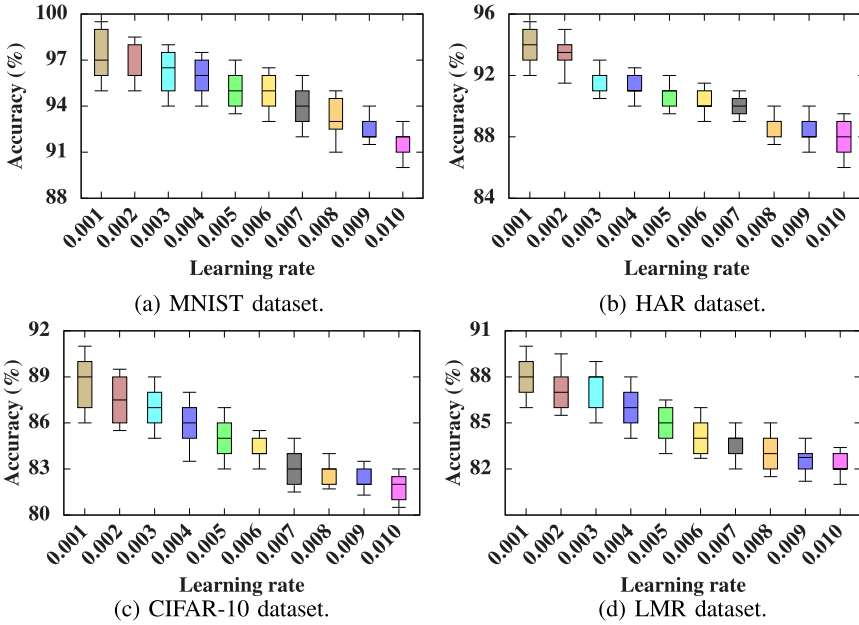 100
97
94
91
88
Accuracy (%)
0.001 0.002 0.003 0.004 0.005 0.006 0.007 0.008 0.009 0.010
Learning rate
(a) MNIST dataset.
96
92
88
84
Accuracy (%)
0.001 0.002 0.003 0.004 0.005 0.006 0.007 0.008 0.009 0.010
Learning rate
(b) HAR dataset.
92
89
86
83
80
Accuracy (%)
0.001 0.002 0.003 0.004 0.005 0.006 0.007 0.008 0.009 0.010
Learning rate
(c) CIFAR-10 dataset.
91
88
85
82
Accuracy (%)
0.001 0.002 0.003 0.004 0.005 0.006 0.007 0.008 0.009 0.010
Learning rate
(d) LMR dataset.